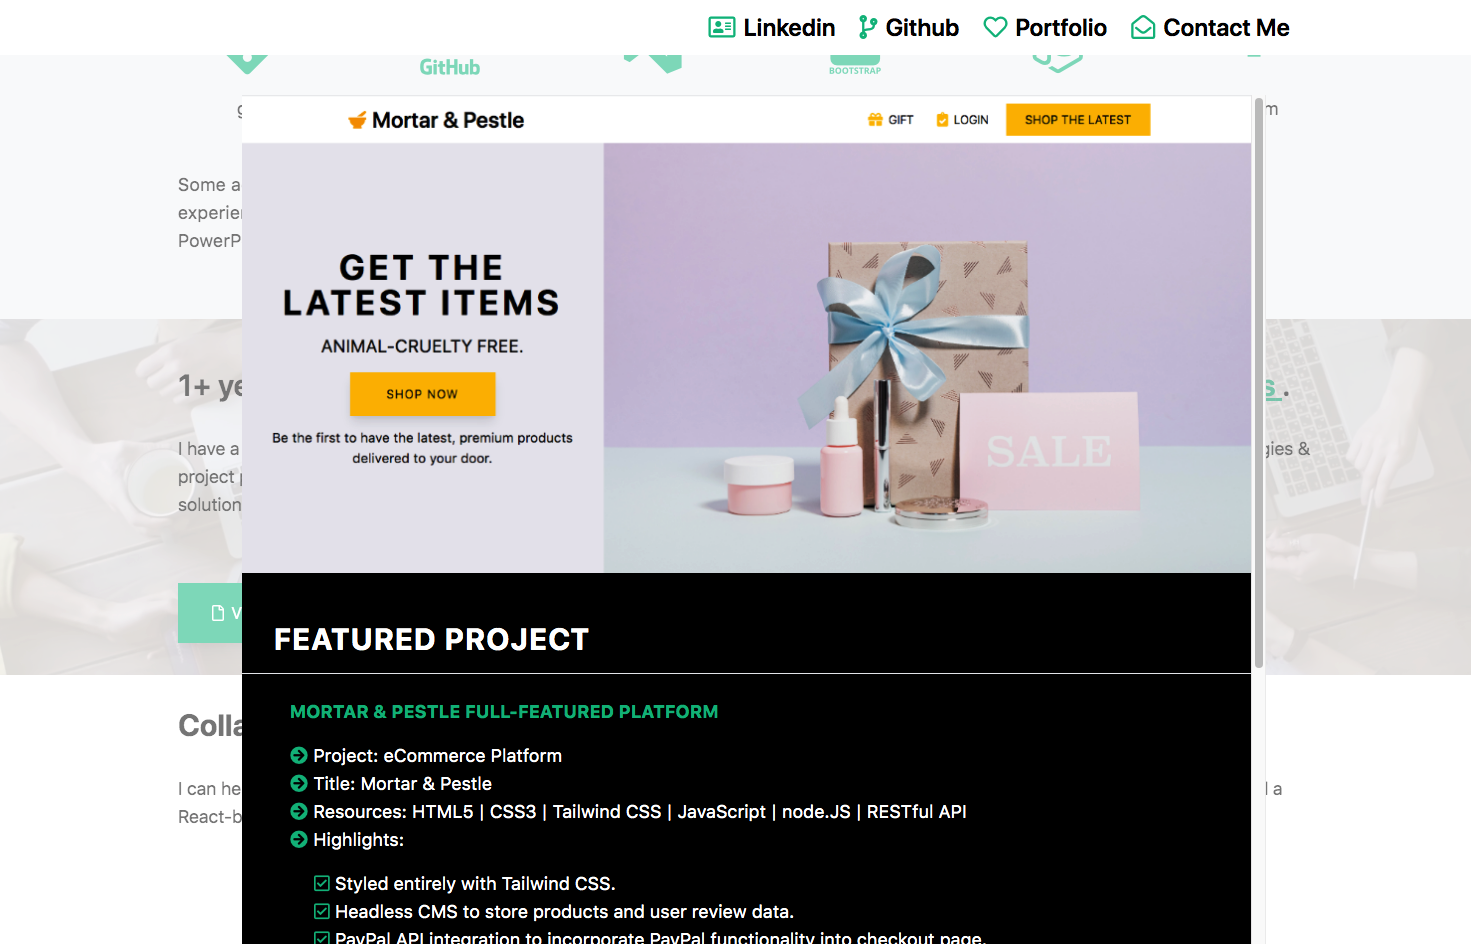 Linkedin Github Portfolio Contact Me
GitHub
BOOTSTRAP
Mortar & Pestle GIFT LOGIN SHOP THE LATEST
Some a
experie
PowerP
GET THE
LATEST ITEMS
ANIMAL-CRUELTY FREE.
SHOP NOW
Be the first to have the latest, premium products
delivered to your door.
SALE
1+ ye
s .
I have a
gies &
project
solution
V
FEATURED PROJECT
MORTAR & PESTLE FULL-FEATURED PLATFORM
Colla
Project: eCommerce Platform
Title: Mortar & Pestle
I can he
d a
Resources: HTML5 | CSS3 | Tailwind CSS | JavaScript | node.JS | RESTful API
React-b
Highlights:
Styled entirely with Tailwind CSS.
Headless CMS to store products and user review data.
PayPal API integration to incorporate PayPal functionality into checkout page.